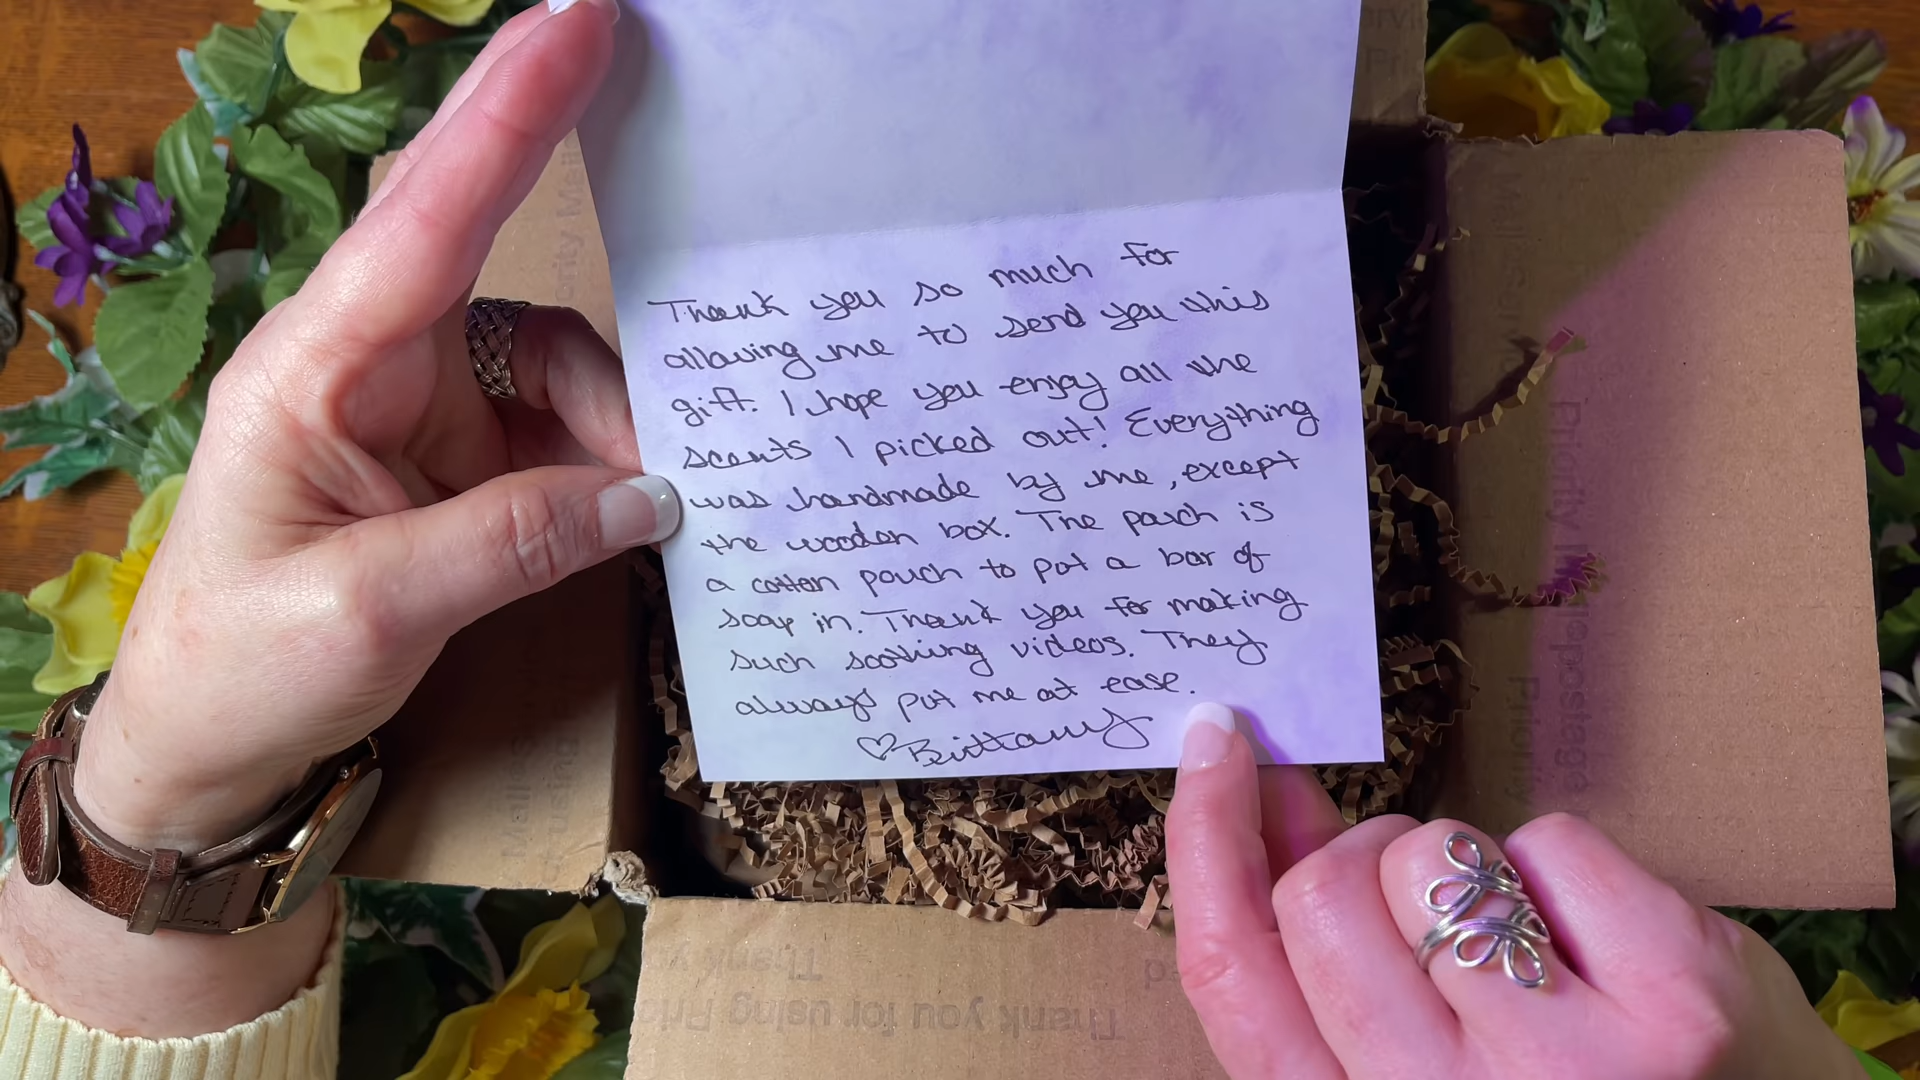 Thank you so much for
allowing me to send you this
gift. I hope you enjoy all the
scents I picked out! Everything
was handmade by me, except
the wooden box. The pouch is
a cotten pouch to put a bar of
soap in. Thank you for making
such soothing videos. They
always put me at ease.
♡Brittany
Thank you for using Prio
Thank y